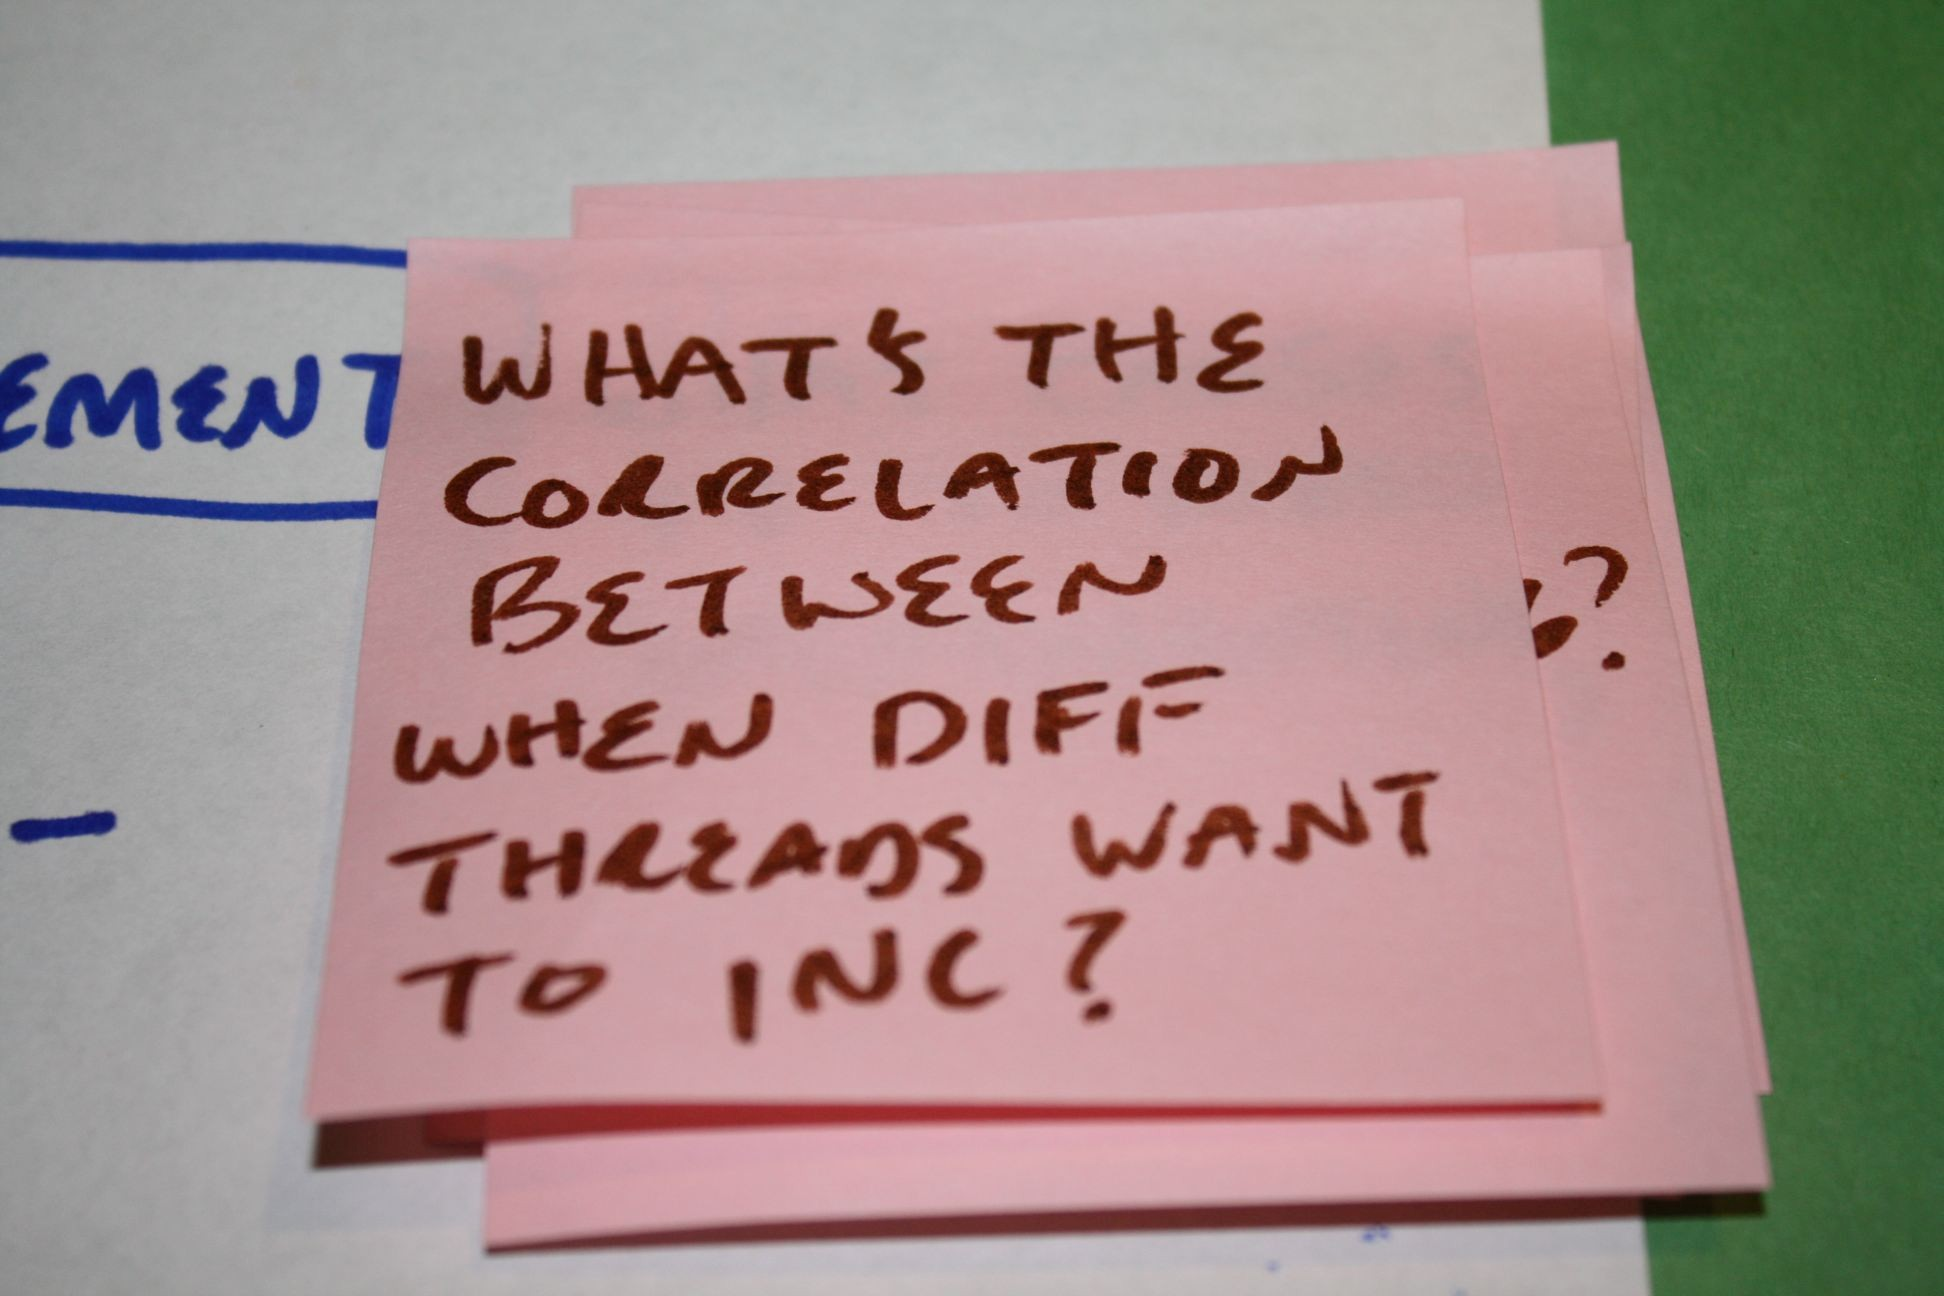 WHAT'S THE
CORRELATION
BETWEEN
WHEN DIFF
THREADS WANT
TO INC?
EMENT
S?